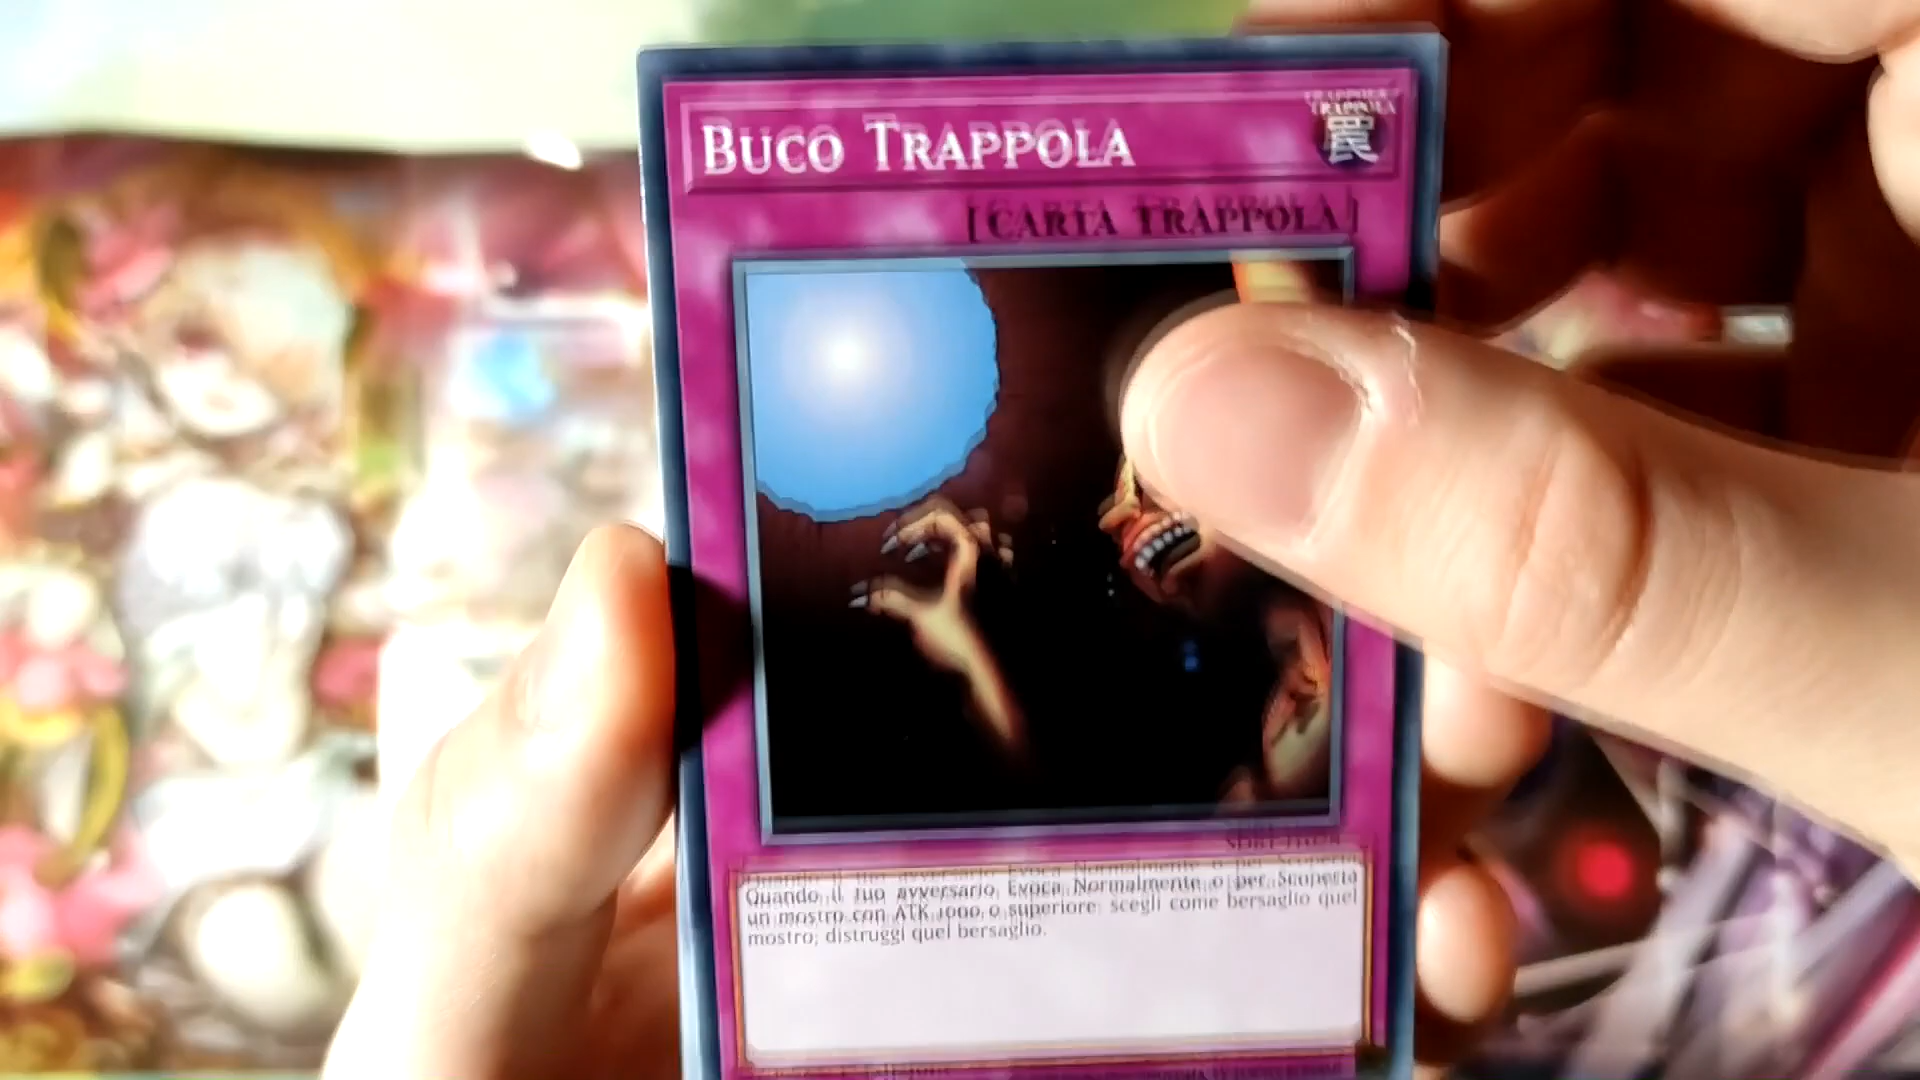 BUCO TRAPPOLA
TRAPPOLA
罠
[CARTA TRAPPOLA]
Quando il tuo avversario Evoca Normalmente o per Scoperta
un mostro con ATK 1000 o superiore: scegli come bersaglio quel
mostro; distruggi quel bersaglio.